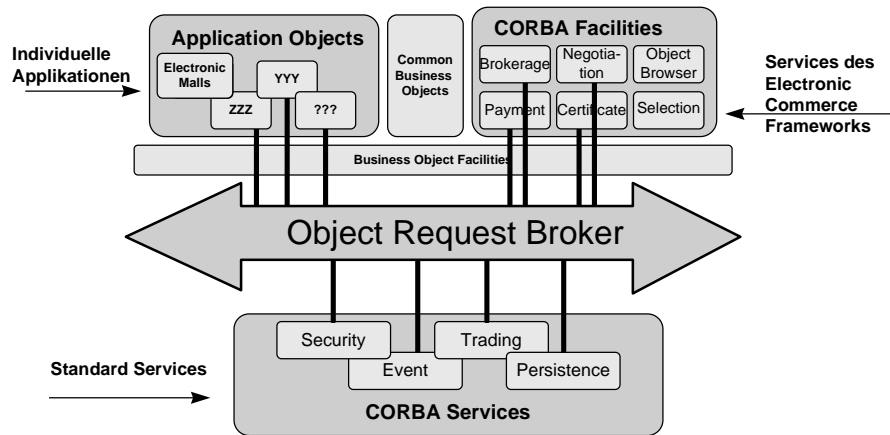 Individuelle
Applikationen
Application Objects
Electronic
Malls
YYY
ZZZ
???
Common
Business
Objects
CORBA Facilities
Brokerage
Negotia-
tion
Object
Browser
Payment
Certificate
Selection
Services des
Electronic
Commerce
Frameworks
Business Object Facilities
Object Request Broker
Security
Trading
Event
Persistence
CORBA Services
Standard Services